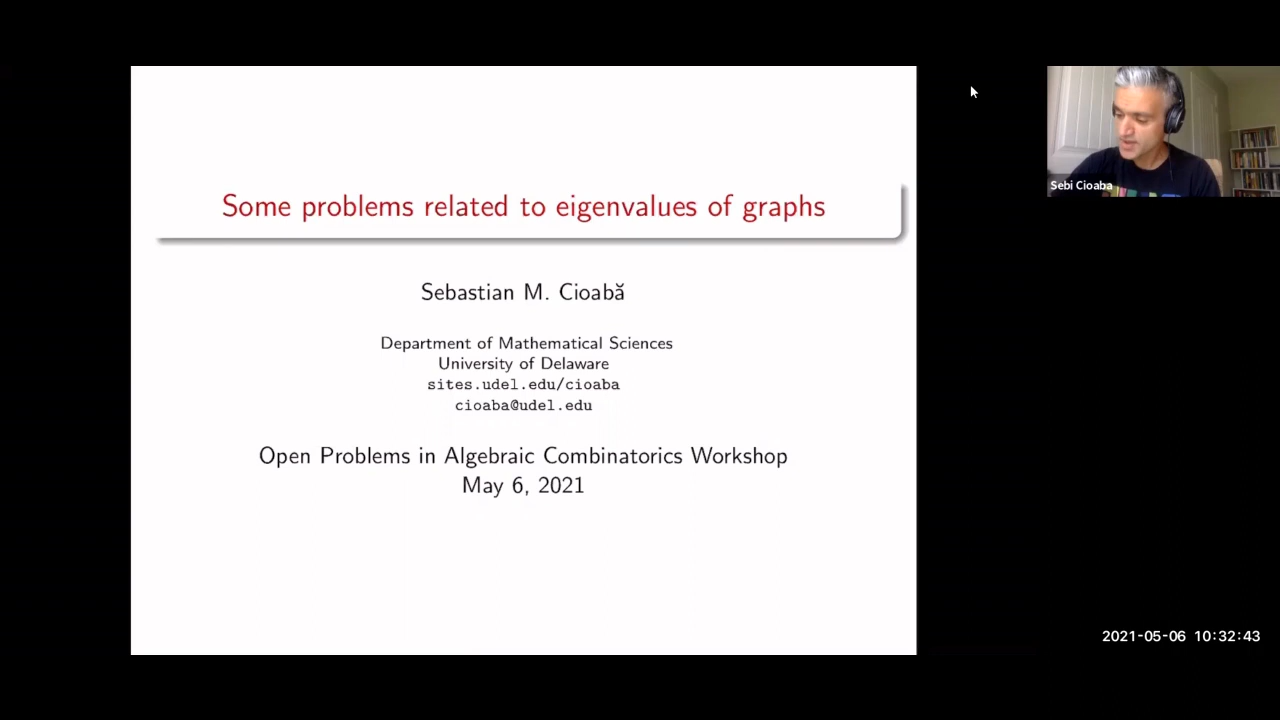 Some problems related to eigenvalues of graphs
Sebastian M. Cioabă
Department of Mathematical Sciences
University of Delaware
sites.udel.edu/cioaba
cioaba@udel.edu
Open Problems in Algebraic Combinatorics Workshop
May 6, 2021
Sebi Cioaba
2021-05-06 10:32:43